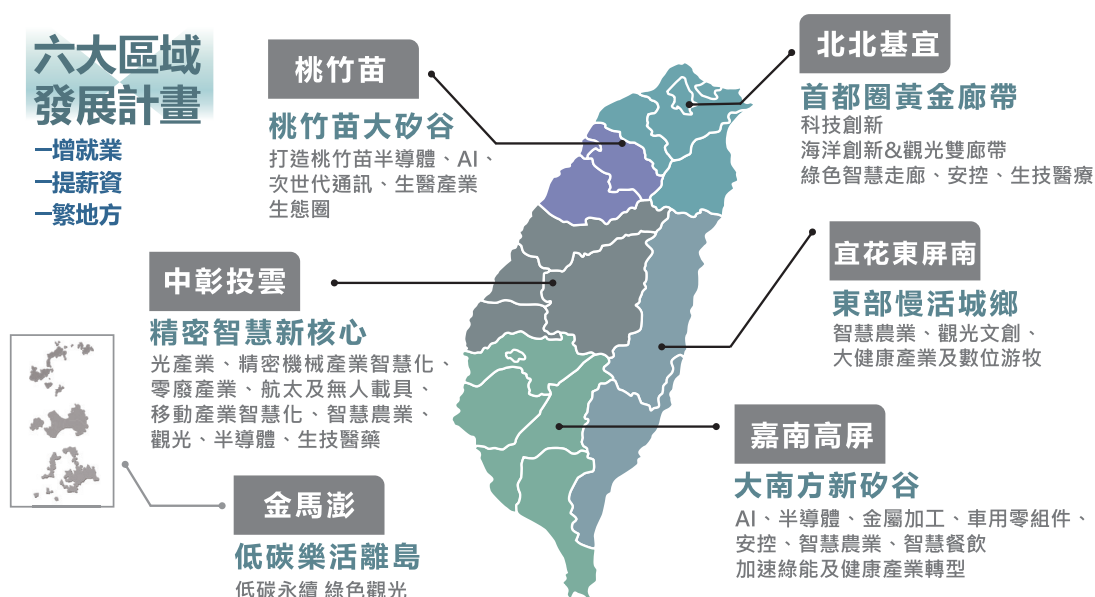 六大區域
發展計畫
—增就業
—提薪資
—繁地方
桃竹苗
桃竹苗大矽谷
打造桃竹苗半導體、AI、
次世代通訊、生醫產業
生態圈
北北基宜
首都圈黃金廊帶
科技創新
海洋創新&觀光雙廊帶
綠色智慧走廊、安控、生技醫療
中彰投雲
精密智慧新核心
光產業、精密機械產業智慧化、
零廢產業、航太及無人載具、
移動產業智慧化、智慧農業、
觀光、半導體、生技醫藥
宜花東屏南
東部慢活城鄉
智慧農業、觀光文創、
大健康產業及數位游牧
嘉南高屏
大南方新矽谷
AI、半導體、金屬加工、車用零組件、
安控、智慧農業、智慧餐飲
加速綠能及健康產業轉型
金馬澎
低碳樂活離島
低碳永續 綠色觀光